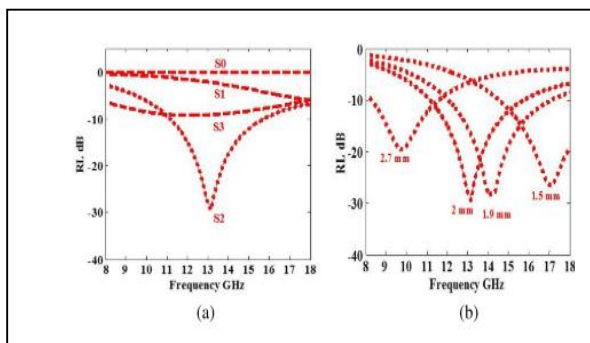 0
-10
-20
-30
-40
RL dB
S0
S1
S3
S2
8 9 10 11 12 13 14 15 16 17 18
Frequency GHz
(a)
0
-10
-20
-30
-40
RL dB
2.7 mm
2 mm
1.9 mm
1.5 mm
8 9 10 11 12 13 14 15 16 17 18
Frequency GHz
(b)